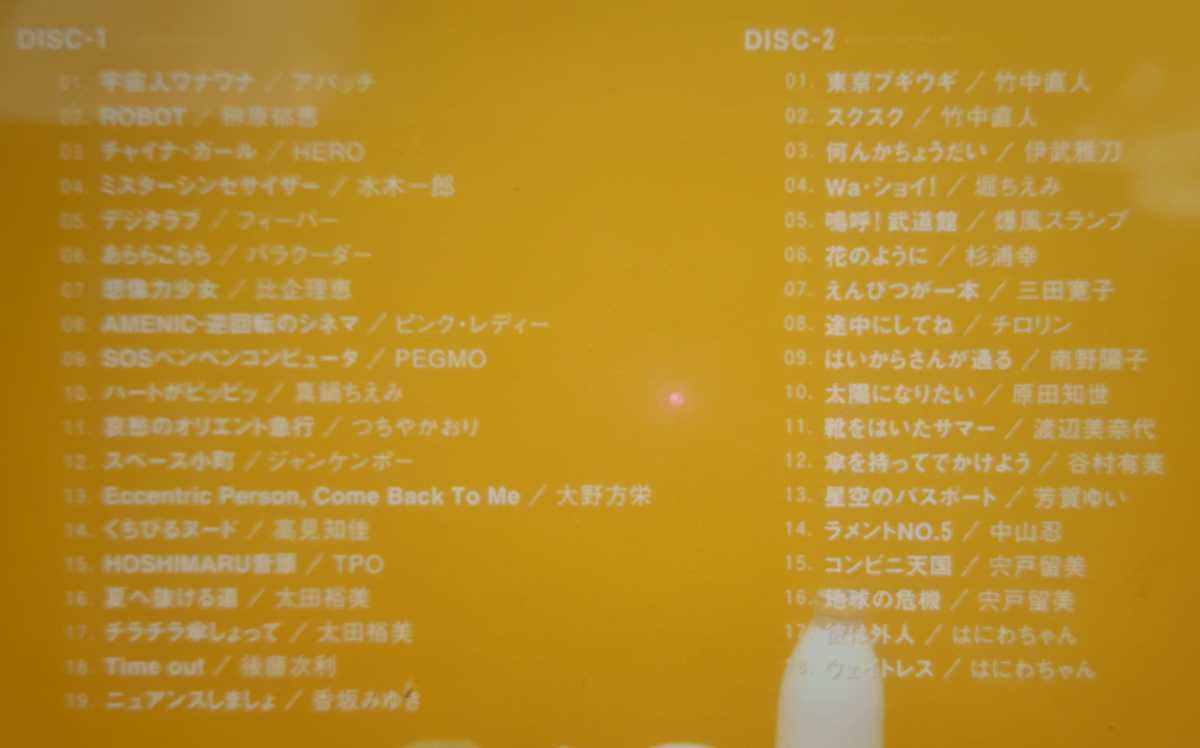 DISC-1
01. 宇宙人ワナワナ / アパッチ
02. ROBOT / 榊原郁恵
03. チャイナ・ガール / HERO
04. ミスターシンセサイザー / 水木一郎
05. デジタラブ / フィーバー
06. あららこらら / パラクーダー
07. 想像力少女 / 比企理恵
08. AMENIC-逆回転のシネマ / ピンク・レディー
09. SOSペンペンコンピュータ / PEGMO
10. ハートがピッピッ / 真鍋ちえみ
11. 哀愁のオリエント急行 / つちやかおり
12. スペース小町 / ジャンケンポー
13. Eccentric Person, Come Back To Me / 大野方栄
14. くちびるヌード / 高見知佳
15. HOSHIMARU音頭 / TPO
16. 夏へ抜ける道 / 太田裕美
17. チラチラ傘しょって / 太田裕美
18. Time out / 後藤次利
19. ニュアンスしましょ / 香坂みゆき
DISC-2
01. 東京ブギウギ / 竹中直人
02. スクスク / 竹中直人
03. 何んかちょうだい / 伊武雅刀
04. Wa・ショイ! / 堀ちえみ
05. 嗚呼!武道館 / 爆風スランプ
06. 花のように / 杉浦幸
07. えんぴつが一本 / 三田寛子
08. 途中にしてね / チロリン
09. はいからさんが通る / 南野陽子
10. 太陽になりたい / 原田知世
11. 靴をはいたサマー / 渡辺美奈代
12. 傘を持ってでかけよう / 谷村有美
13. 星空のパスポート / 芳賀ゆい
14. ラメントNO.5 / 中山忍
15. コンビニ天国 / 宍戸留美
16. 地球の危機 / 宍戸留美
17. 彼徳外人 / はにわちゃん
18. ウェイトレス / はにわちゃん